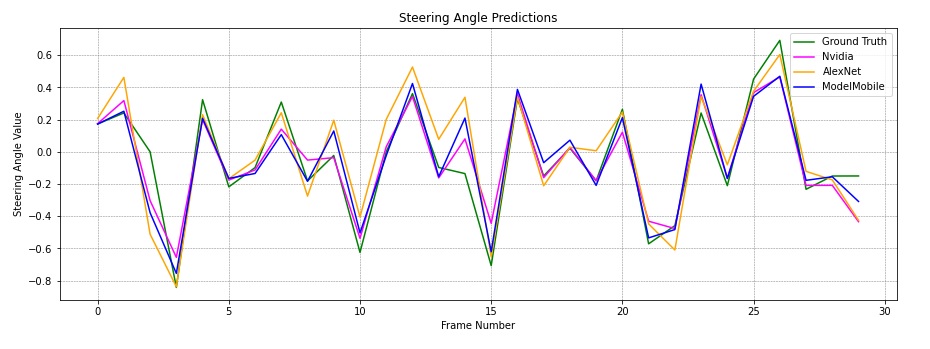 Steering Angle Predictions
Ground Truth
Nvidia
AlexNet
ModelMobile
Steering Angle Value
0.6
0.4
0.2
0.0
−0.2
−0.4
−0.6
−0.8
0 5 10 15 20 25 30
Frame Number